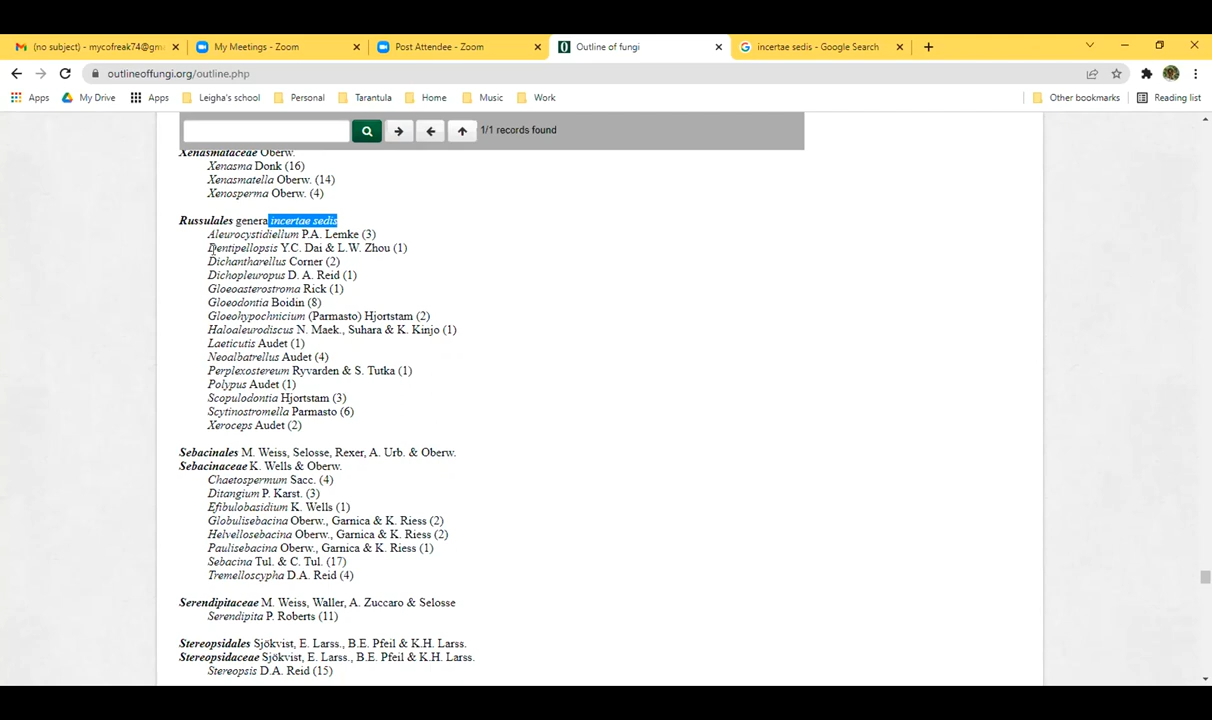 (no subject) - mycofreak74@gm
My Meetings - Zoom
Post Attendee - Zoom
Outline of fungi
incertae sedis - Google Search
outlineoffungi.org/outline.php
Apps
My Drive
Apps
Leigha's school
Personal
Tarantula
Home
Music
Work
Other bookmarks
Reading list
1/1 records found
Xenasmataceae Oberw.
Xenasma Donk (16)
Xenasmatella Oberw. (14)
Xenosperma Oberw. (4)
Russulales genera incertae sedis
Aleurocystidiellum P.A. Lemke (3)
Dentipellopsis Y.C. Dai & L.W. Zhou (1)
Dichantharellus Corner (2)
Dichopleuropus D. A. Reid (1)
Gloeoasterostroma Rick (1)
Gloeodontia Boidin (8)
Gloeohypochnicium (Parmasto) Hjortstam (2)
Haloaleurodiscus N. Maek., Suhara & K. Kinjo (1)
Laeticutis Audet (1)
Neoalbatrellus Audet (4)
Perplexostereum Ryvarden & S. Tutka (1)
Polypus Audet (1)
Scopulodontia Hjortstam (3)
Scytinostromella Parmasto (6)
Xeroceps Audet (2)
Sebacinales M. Weiss, Selosse, Rexer, A. Urb. & Oberw.
Sebacinaceae K. Wells & Oberw.
Chaetospermum Sacc. (4)
Ditangium P. Karst. (3)
Efibulobasidium K. Wells (1)
Globulisebacina Oberw., Garnica & K. Riess (2)
Helvellosebacina Oberw., Garnica & K. Riess (2)
Paulisebacina Oberw., Garnica & K. Riess (1)
Sebacina Tul. & C. Tul. (17)
Tremelloscypha D.A. Reid (4)
Serendipitaceae M. Weiss, Waller, A. Zuccaro & Selosse
Serendipita P. Roberts (11)
Stereopsidales Sjökvist, E. Larss., B.E. Pfeil & K.H. Larss.
Stereopsidaceae Sjökvist, E. Larss., B.E. Pfeil & K.H. Larss.
Stereopsis D.A. Reid (15)